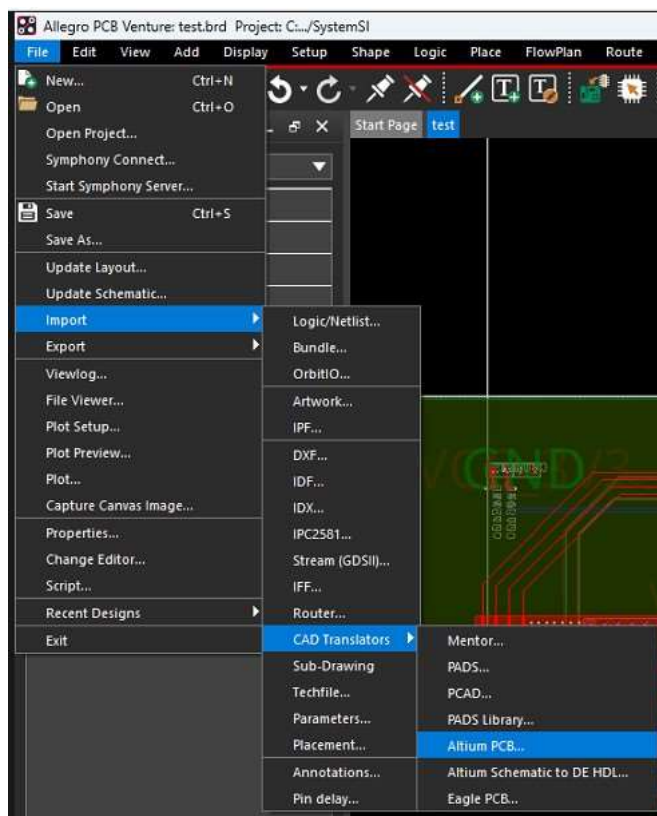 Allegro PCB Venture: test.brd  Project: C:.../SystemSI
File Edit View Add Display Setup Shape Logic Place FlowPlan Route
New... Ctrl+N
Open Ctrl+O
Open Project...
Symphony Connect...
Start Symphony Server...
Save Ctrl+S
Save As...
Update Layout...
Update Schematic...
Import
Export
Viewlog...
File Viewer...
Plot Setup...
Plot Preview...
Plot...
Capture Canvas Image...
Properties...
Change Editor...
Script...
Recent Designs
Exit
Start Page test
Logic/Netlist...
Bundle...
OrbitIO...
Artwork...
IPF...
DXF...
IDF...
IDX...
IPC2581...
Stream (GDSII)...
IFF...
Router...
CAD Translators
Sub-Drawing
Techfile...
Parameters...
Placement...
Annotations...
Pin delay...
Mentor...
PADS...
PCAD...
PADS Library...
Altium PCB...
Altium Schematic to DE HDL...
Eagle PCB...
GND